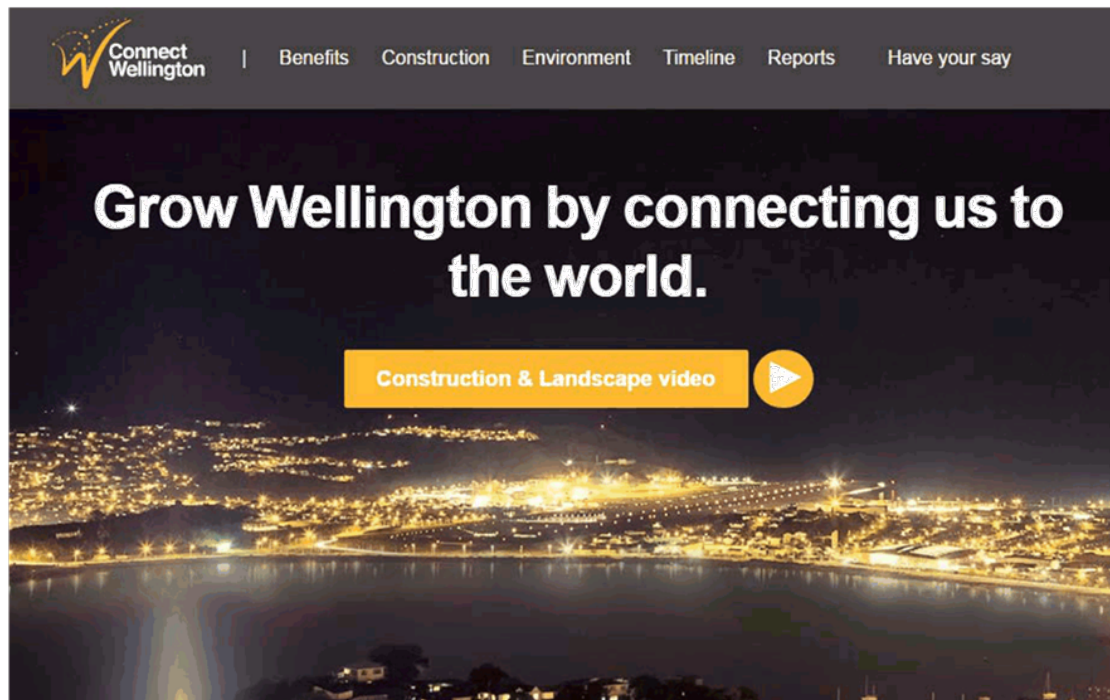 Connect
Wellington
| Benefits Construction Environment Timeline Reports Have your say
Grow Wellington by connecting us to
the world.
Construction & Landscape video